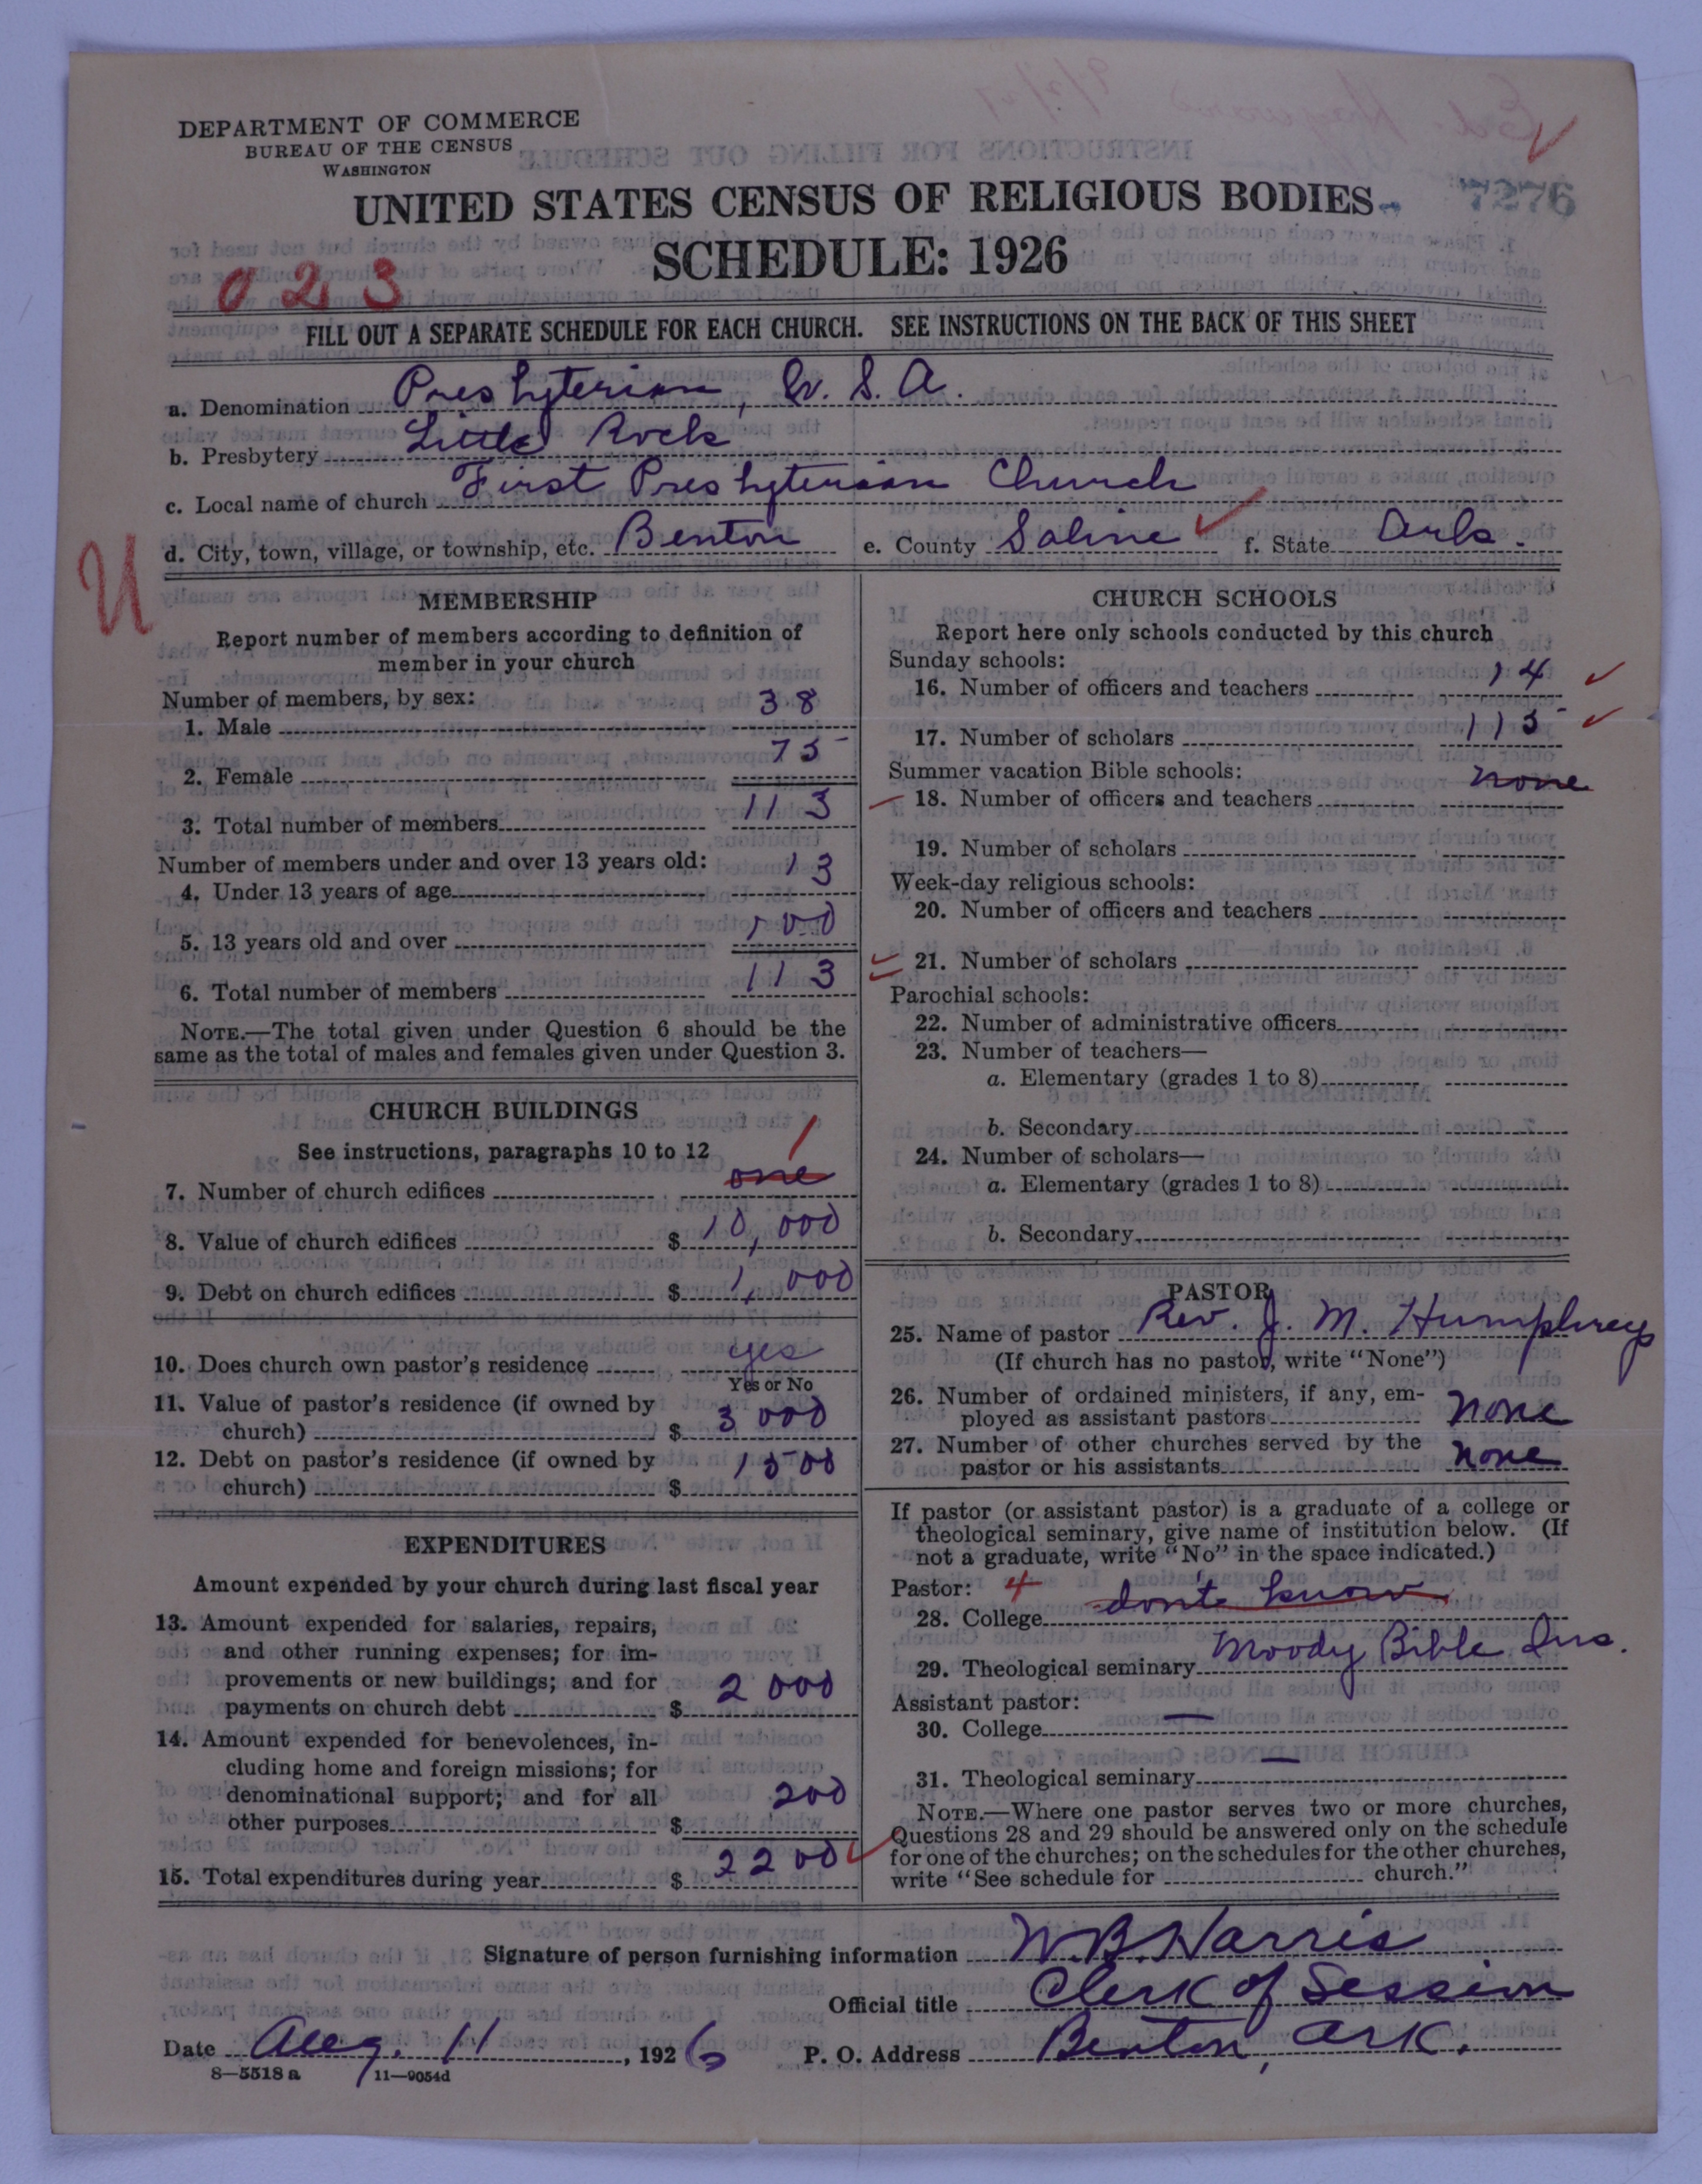 DEPARTMENT OF COMMERCE
BUREAU OF THE CENSUS
WASHINGTON
UNITED STATES CENSUS OF RELIGIOUS BODIES
7276
SCHEDULE: 1926
023
FILL OUT A SEPARATE SCHEDULE FOR EACH CHURCH. SEE INSTRUCTIONS ON THE BACK OF THIS SHEET
a. Denomination Presbyterian, U. S. A.
b. Presbytery Little Rock
c. Local name of church First Presbyterian Church
d. City, town, village, or township, etc. Benton e. County Saline f. State Ark.
U
MEMBERSHIP
Report number of members according to definition of
member in your church
Number of members, by sex:
1. Male 38
2. Female 75
3. Total number of members 113
Number of members under and over 13 years old:
4. Under 13 years of age 13
5. 13 years old and over 100
6. Total number of members 113
NOTE.—The total given under Question 6 should be the
same as the total of males and females given under Question 3.
CHURCH BUILDINGS
See instructions, paragraphs 10 to 12
1
7. Number of church edifices one
8. Value of church edifices $ 10,000
9. Debt on church edifices $ 1,000
10. Does church own pastor's residence yes
Yes or No
11. Value of pastor's residence (if owned by
church) $ 3000
12. Debt on pastor's residence (if owned by
church) $ 1500
EXPENDITURES
Amount expended by your church during last fiscal year
13. Amount expended for salaries, repairs,
and other running expenses; for im-
provements or new buildings; and for
payments on church debt $ 2000
14. Amount expended for benevolences, in-
cluding home and foreign missions; for
denominational support; and for all
other purposes $ 200
15. Total expenditures during year $ 2200
CHURCH SCHOOLS
Report here only schools conducted by this church
Sunday schools:
16. Number of officers and teachers 14
17. Number of scholars 115
Summer vacation Bible schools:
18. Number of officers and teachers none
19. Number of scholars
Week-day religious schools:
20. Number of officers and teachers
21. Number of scholars
Parochial schools:
22. Number of administrative officers
23. Number of teachers—
a. Elementary (grades 1 to 8)
b. Secondary
24. Number of scholars—
a. Elementary (grades 1 to 8)
b. Secondary
PASTOR
25. Name of pastor Rev. J. M. Humphreys
(If church has no pastor, write "None")
26. Number of ordained ministers, if any, em-
ployed as assistant pastors none
27. Number of other churches served by the
pastor or his assistants none
If pastor (or assistant pastor) is a graduate of a college or
theological seminary, give name of institution below. (If
not a graduate, write "No" in the space indicated.)
Pastor: 4
28. College don't know
29. Theological seminary Moody Bible Ins.
Assistant pastor:
30. College —
31. Theological seminary —
NOTE.—Where one pastor serves two or more churches,
Questions 28 and 29 should be answered only on the schedule
for one of the churches; on the schedules for the other churches,
write "See schedule for church."
Signature of person furnishing information W. B. Harris
Official title Clerk of Session
Date Aug. 11, 1926 P. O. Address Benton, Ark.
8—5518 a 11—9054d